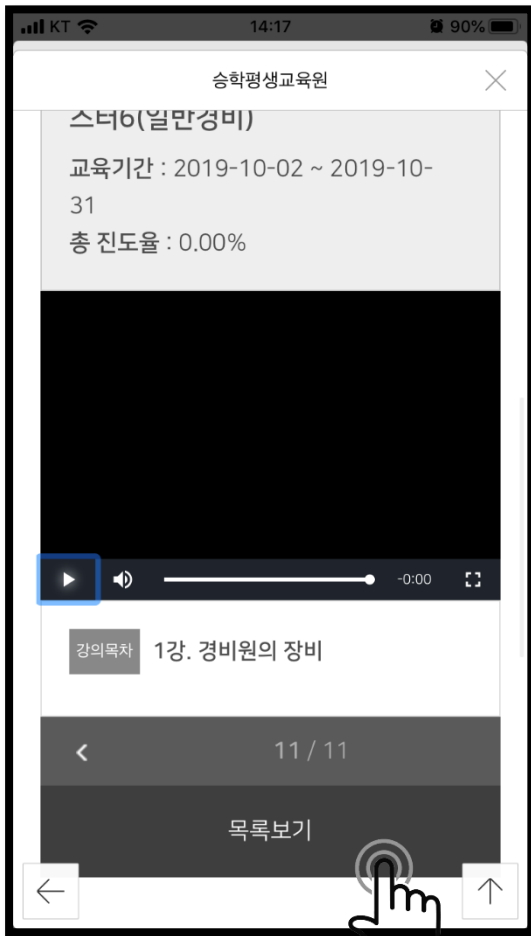 KT 14:17 90%
승학평생교육원
스터6(일반경비)
교육기간 : 2019-10-02 ~ 2019-10-
31
총 진도율 : 0.00%
-0:00
강의목차 1강. 경비원의 장비
11 / 11
목록보기